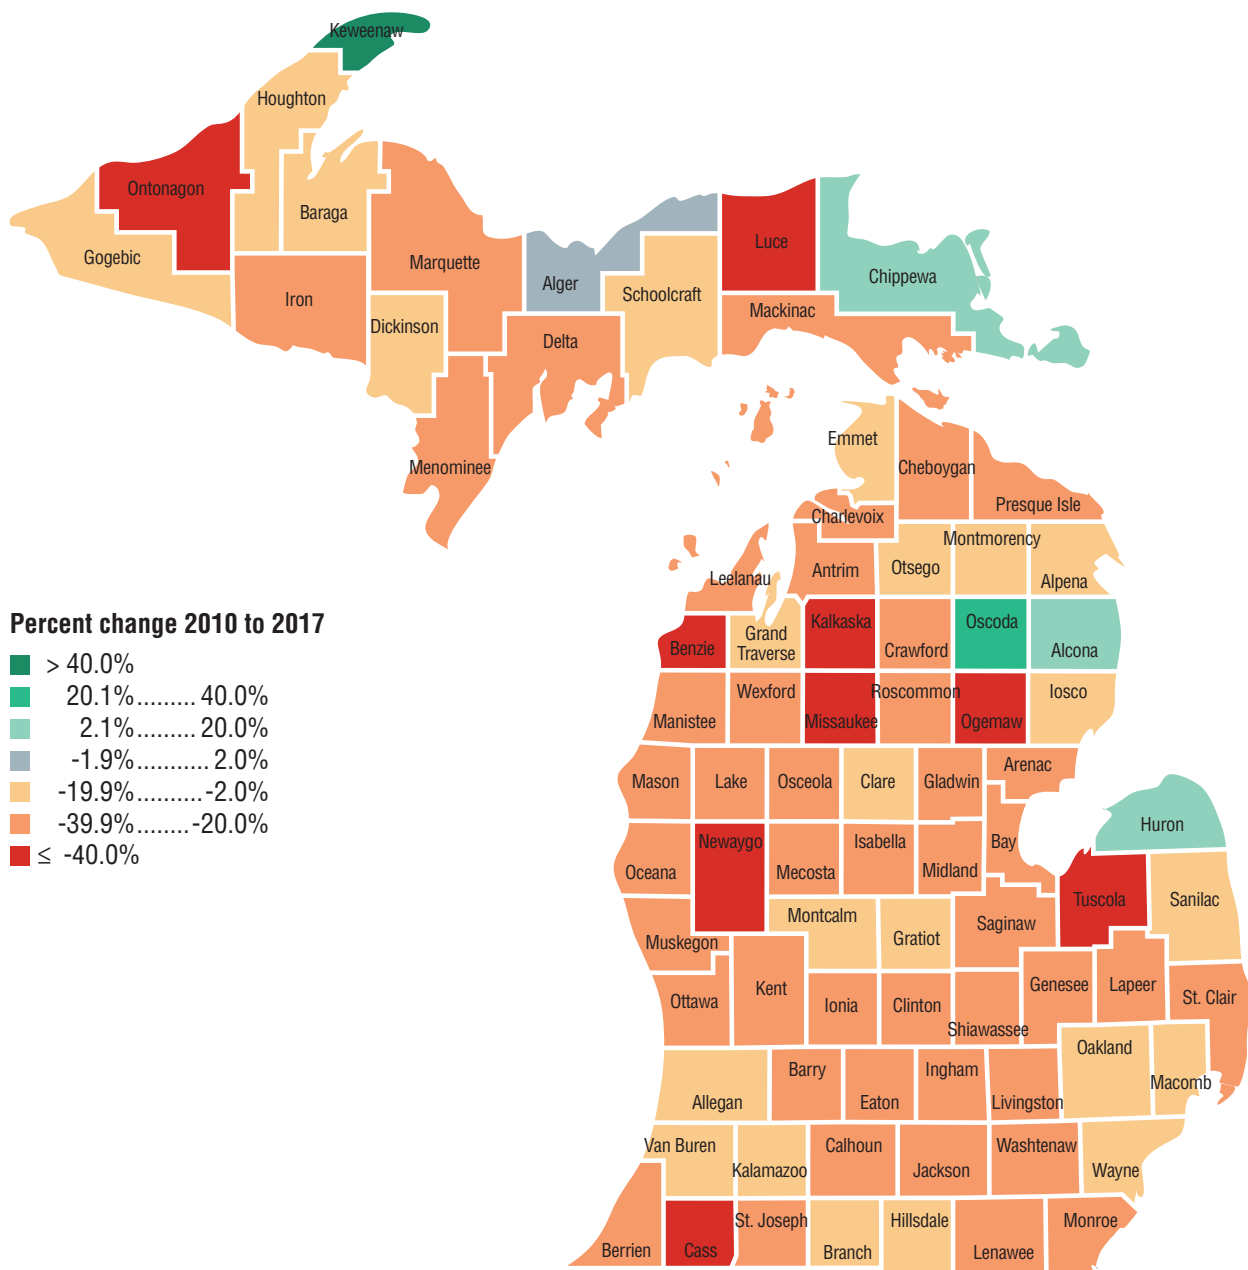 Keweenaw
Houghton
Ontonagon
Baraga
Gogebic
Marquette
Iron
Dickinson
Alger
Schoolcraft
Luce
Chippewa
Mackinac
Delta
Menominee
Emmet
Cheboygan
Presque Isle
Charlevoix
Montmorency
Otsego
Antrim
Leelanau
Alpena
Percent change 2010 to 2017
> 40.0%
20.1%......... 40.0%
2.1%......... 20.0%
-1.9%........... 2.0%
-19.9%..........-2.0%
-39.9%........-20.0%
≤ -40.0%
Kalkaska
Oscoda
Benzie
Grand
Traverse
Crawford
Alcona
Wexford
Roscommon
Iosco
Manistee
Missaukee
Ogemaw
Mason
Lake
Osceola
Clare
Gladwin
Arenac
Huron
Newaygo
Isabella
Bay
Oceana
Mecosta
Midland
Tuscola
Sanilac
Montcalm
Saginaw
Muskegon
Gratiot
Kent
Genesee
Lapeer
St. Clair
Ottawa
Ionia
Clinton
Shiawassee
Oakland
Barry
Ingham
Macomb
Allegan
Eaton
Livingston
Van Buren
Calhoun
Washtenaw
Kalamazoo
Jackson
Wayne
St. Joseph
Hillsdale
Monroe
Berrien
Cass
Branch
Lenawee